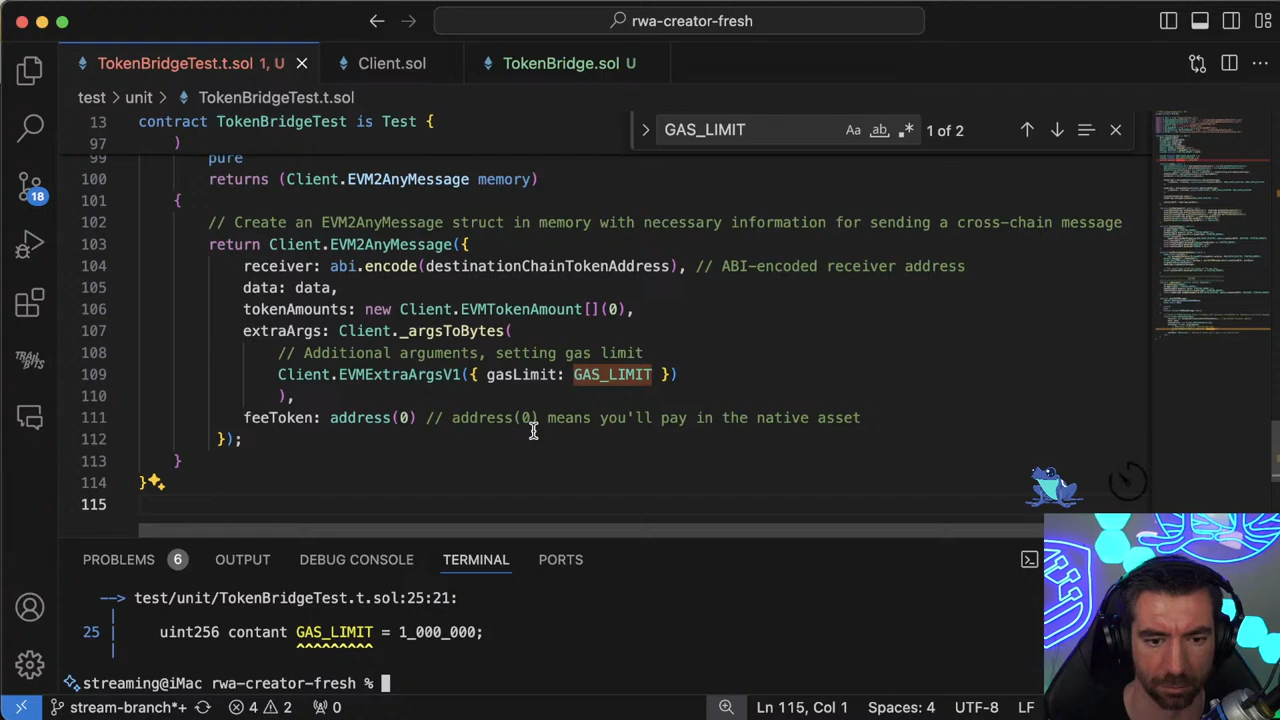 rwa-creator-fresh
TokenBridgeTest.t.sol 1, U
Client.sol
TokenBridge.sol U
test > unit > TokenBridgeTest.t.sol
13 contract TokenBridgeTest is Test {
GAS_LIMIT Aa ab .* 1 of 2
97 )
99 pure
100 returns (Client.EVM2AnyMessage memory)
101 {
102 // Create an EVM2AnyMessage struct in memory with necessary information for sending a cross-chain message
103 return Client.EVM2AnyMessage({
104 receiver: abi.encode(destinationChainTokenAddress), // ABI-encoded receiver address
105 data: data,
106 tokenAmounts: new Client.EVMTokenAmount[](0),
107 extraArgs: Client._argsToBytes(
108 // Additional arguments, setting gas limit
109 Client.EVMExtraArgsV1({ gasLimit: GAS_LIMIT })
110 ),
111 feeToken: address(0) // address(0) means you'll pay in the native asset
112 });
113 }
114 }
115
18
TRAIL OF BITS
PROBLEMS 6 OUTPUT DEBUG CONSOLE TERMINAL PORTS
--> test/unit/TokenBridgeTest.t.sol:25:21:
|
25 | uint256 contant GAS_LIMIT = 1_000_000;
| ^^^^^^^^^
streaming@iMac rwa-creator-fresh %
stream-branch*+ 4 2 0 Ln 115, Col 1 Spaces: 4 UTF-8 LF